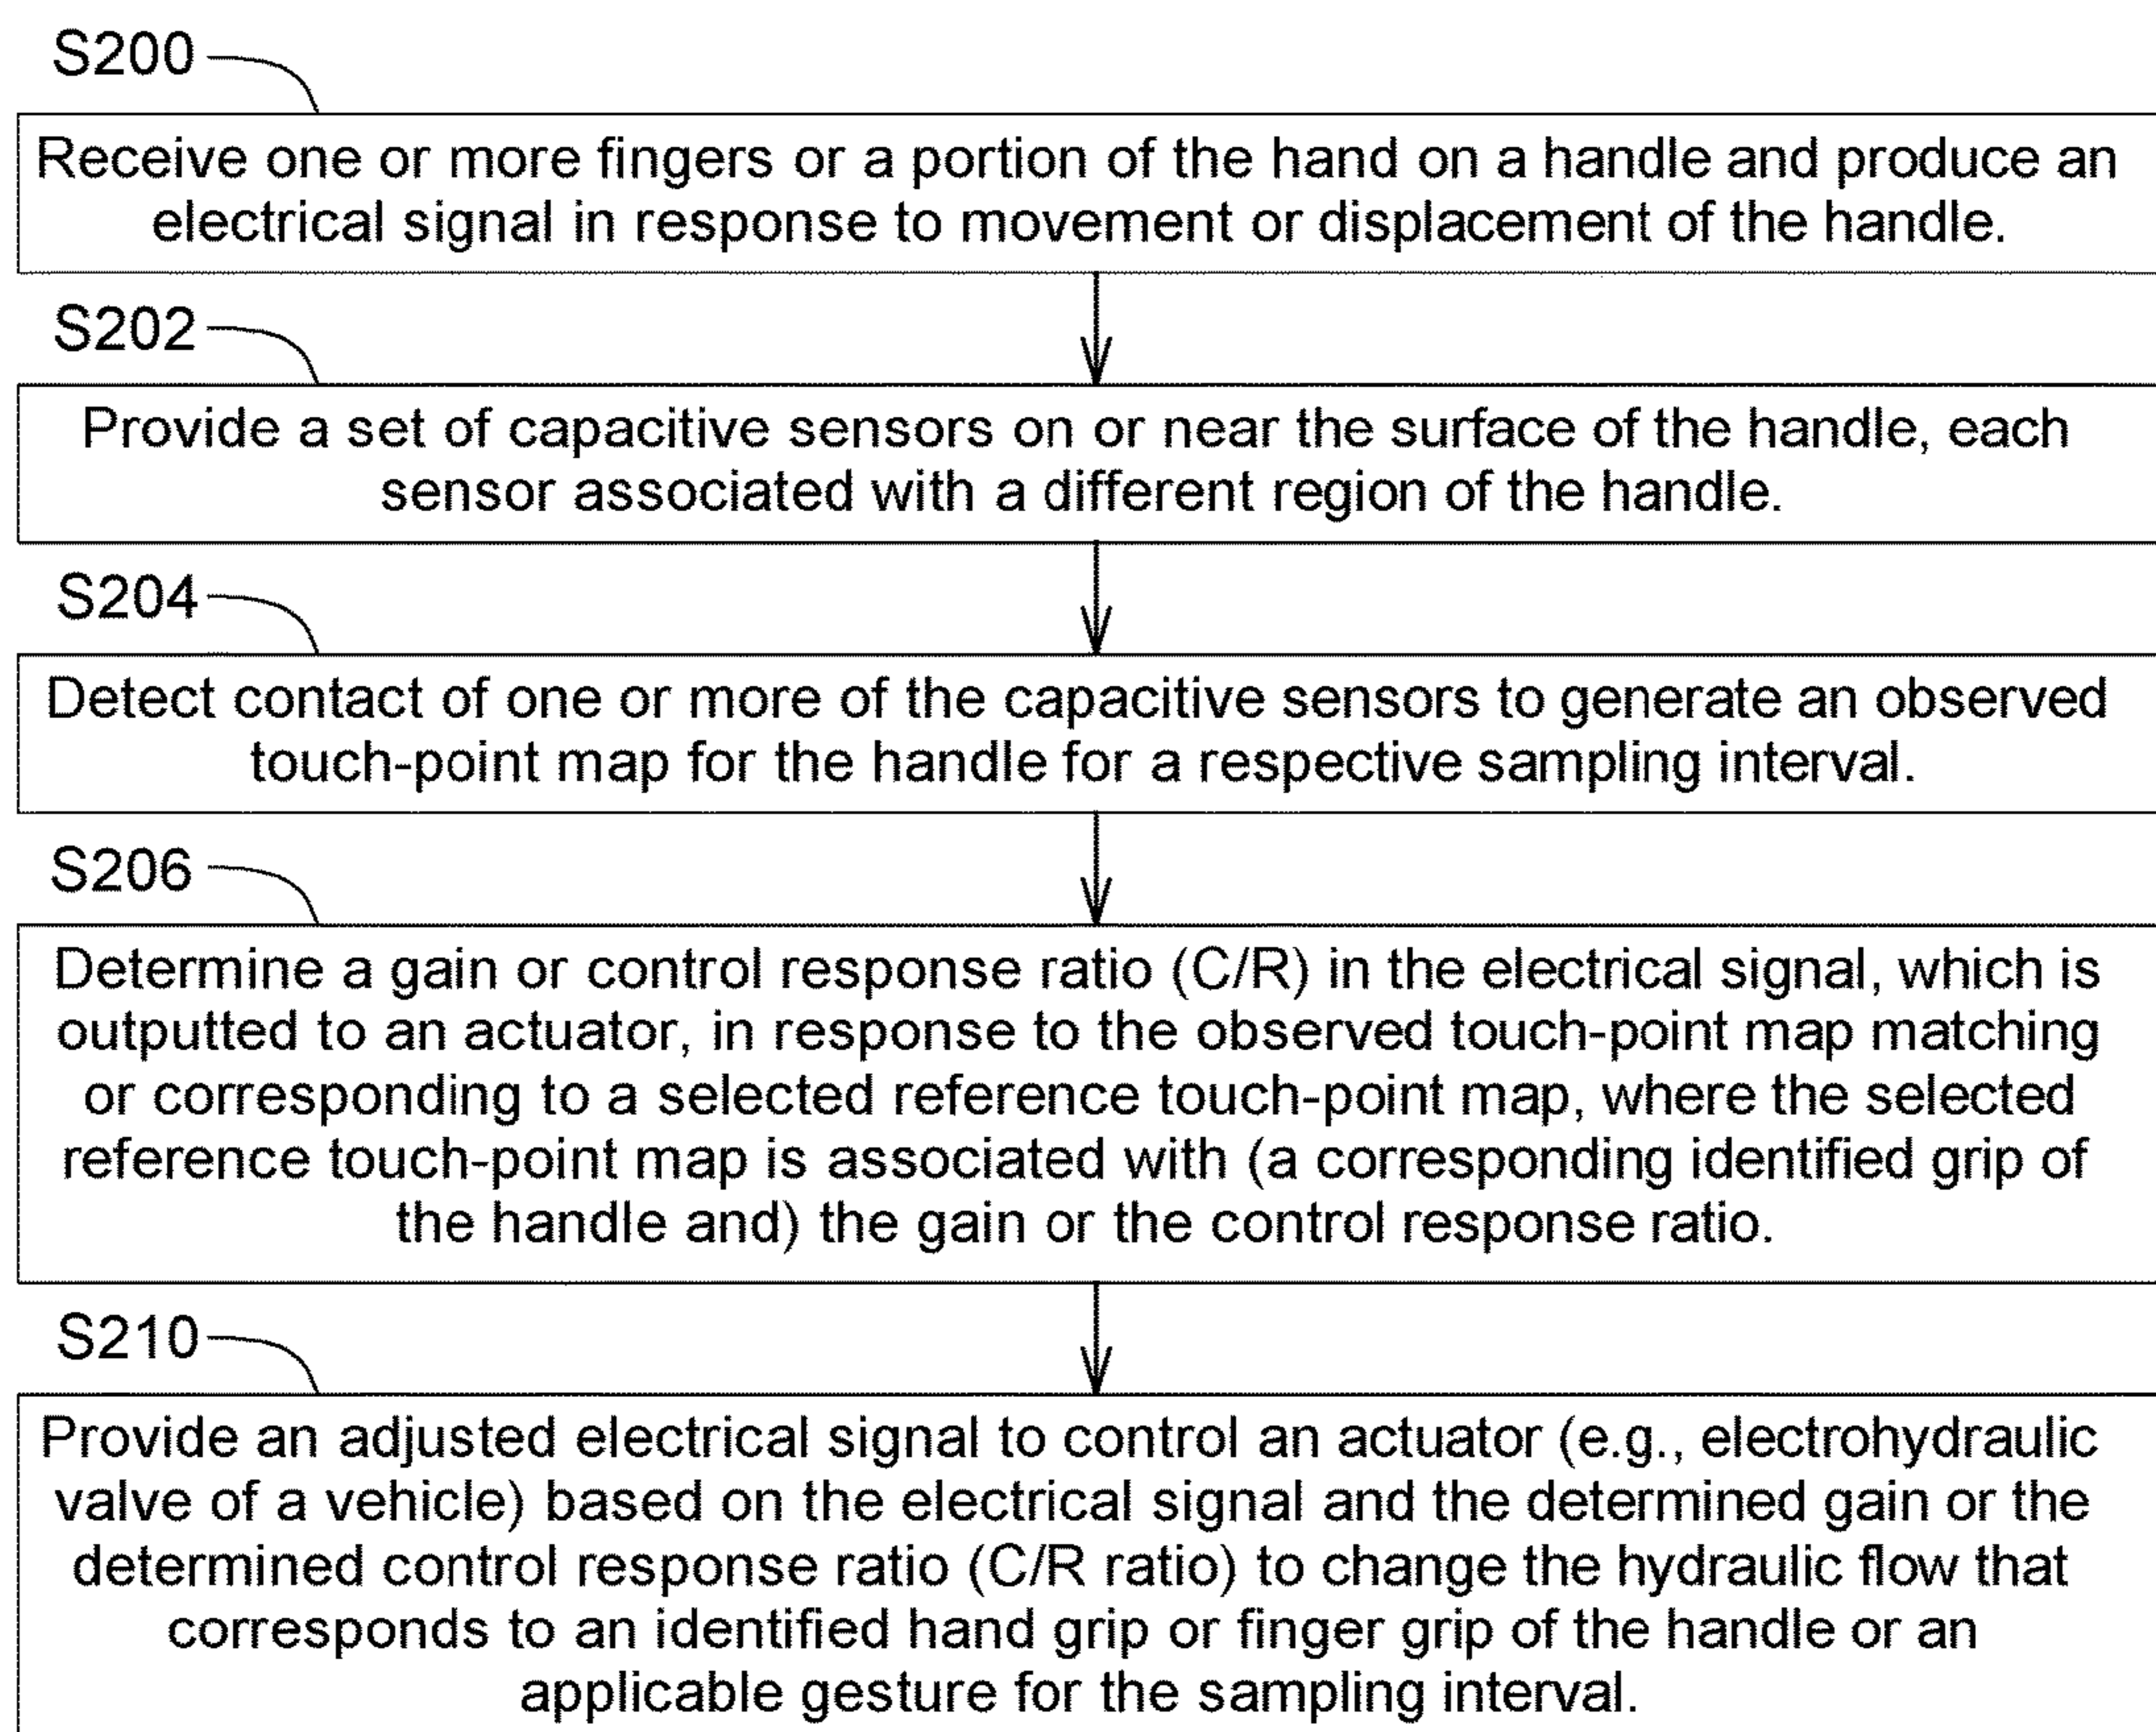 S200
Receive one or more fingers or a portion of the hand on a handle and produce an
electrical signal in response to movement or displacement of the handle.
S202
Provide a set of capacitive sensors on or near the surface of the handle, each
sensor associated with a different region of the handle.
S204
Detect contact of one or more of the capacitive sensors to generate an observed
touch-point map for the handle for a respective sampling interval.
S206
Determine a gain or control response ratio (C/R) in the electrical signal, which is
outputted to an actuator, in response to the observed touch-point map matching
or corresponding to a selected reference touch-point map, where the selected
reference touch-point map is associated with (a corresponding identified grip of
the handle and) the gain or the control response ratio.
S210
Provide an adjusted electrical signal to control an actuator (e.g., electrohydraulic
valve of a vehicle) based on the electrical signal and the determined gain or the
determined control response ratio (C/R ratio) to change the hydraulic flow that
corresponds to an identified hand grip or finger grip of the handle or an
applicable gesture for the sampling interval.